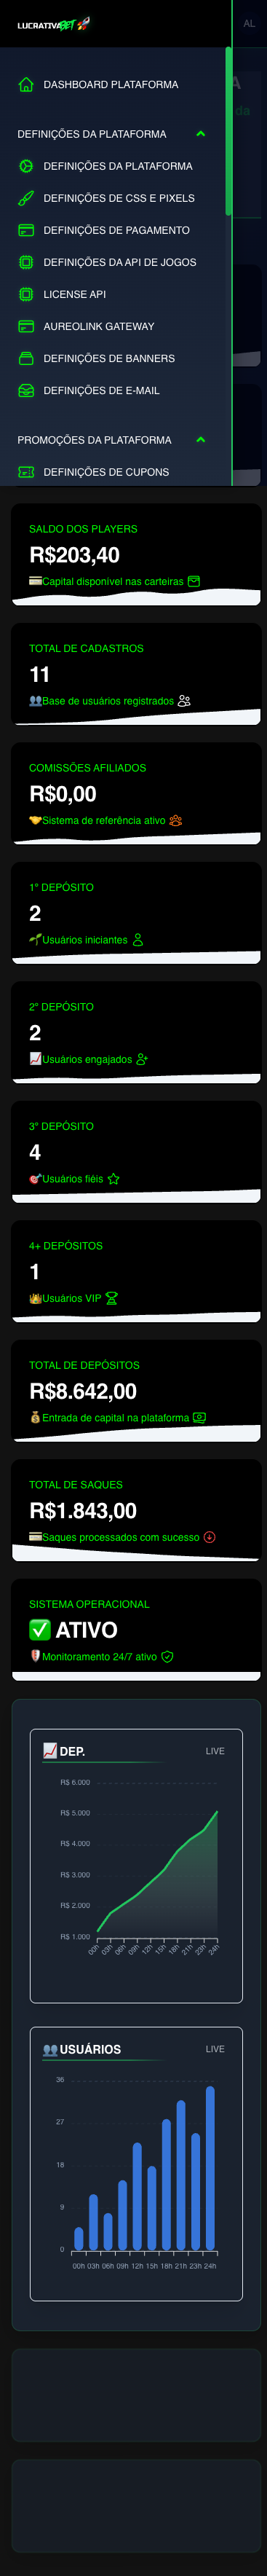 LUCRATIVABET
AL
DASHBOARD PLATAFORMA
DEFINIÇÕES DA PLATAFORMA
DEFINIÇÕES DA PLATAFORMA
DEFINIÇÕES DE CSS E PIXELS
DEFINIÇÕES DE PAGAMENTO
DEFINIÇÕES DA API DE JOGOS
LICENSE API
AUREOLINK GATEWAY
DEFINIÇÕES DE BANNERS
DEFINIÇÕES DE E-MAIL
PROMOÇÕES DA PLATAFORMA
DEFINIÇÕES DE CUPONS
SALDO DOS PLAYERS
R$203,40
Capital disponível nas carteiras
TOTAL DE CADASTROS
11
Base de usuários registrados
COMISSÕES AFILIADOS
R$0,00
Sistema de referência ativo
1° DEPÓSITO
2
Usuários iniciantes
2° DEPÓSITO
2
Usuários engajados
3° DEPÓSITO
4
Usuários fiéis
4+ DEPÓSITOS
1
Usuários VIP
TOTAL DE DEPÓSITOS
R$8.642,00
Entrada de capital na plataforma
TOTAL DE SAQUES
R$1.843,00
Saques processados com sucesso
SISTEMA OPERACIONAL
✅ ATIVO
Monitoramento 24/7 ativo
DEP. LIVE
R$ 6.000
R$ 5.000
R$ 4.000
R$ 3.000
R$ 2.000
R$ 1.000
00h 03h 06h 09h 12h 15h 18h 21h 23h 24h
USUÁRIOS LIVE
36
27
18
9
0
00h 03h 06h 09h 12h 15h 18h 21h 23h 24h